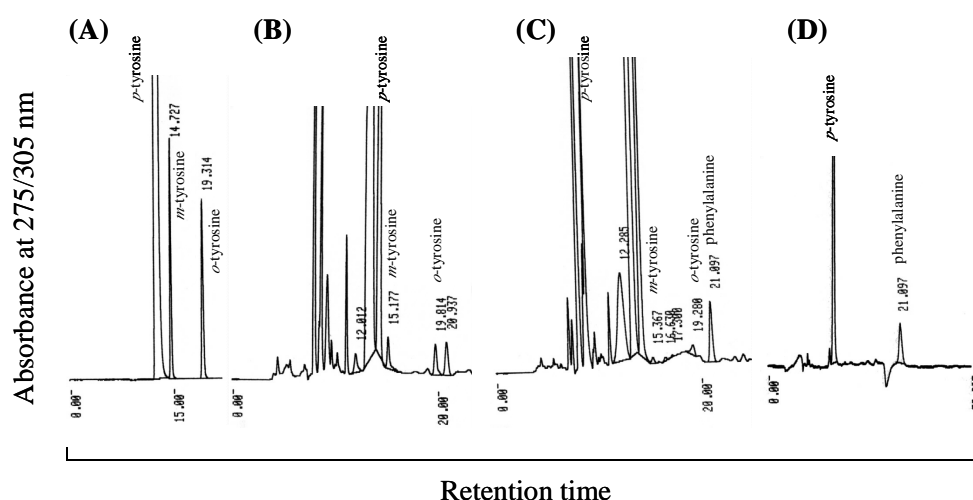 (A)
(B)
(C)
(D)
Absorbance at 275/305 nm
p-tyrosine
14.727
m-tyrosine
19.314
o-tyrosine
0.00
15.00
p-tyrosine
12.012
m-tyrosine
15.177
o-tyrosine
19.814
20.937
0.00
20.00
p-tyrosine
12.285
m-tyrosine
15.367
o-tyrosine
19.280
phenylalanine
21.097
0.00
20.00
p-tyrosine
phenylalanine
21.097
0.00
Retention time